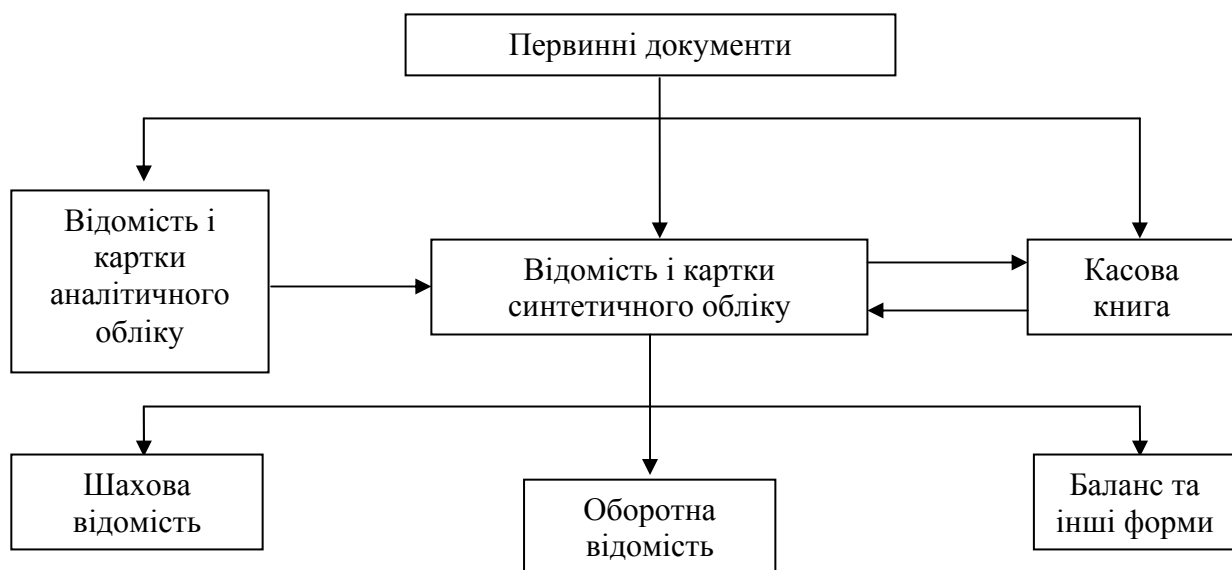 Первинні документи
Відомість і
картки
аналітичного
обліку
Відомість і картки
синтетичного обліку
Касова
книга
Шахова
відомість
Оборотна
відомість
Баланс та
інші форми